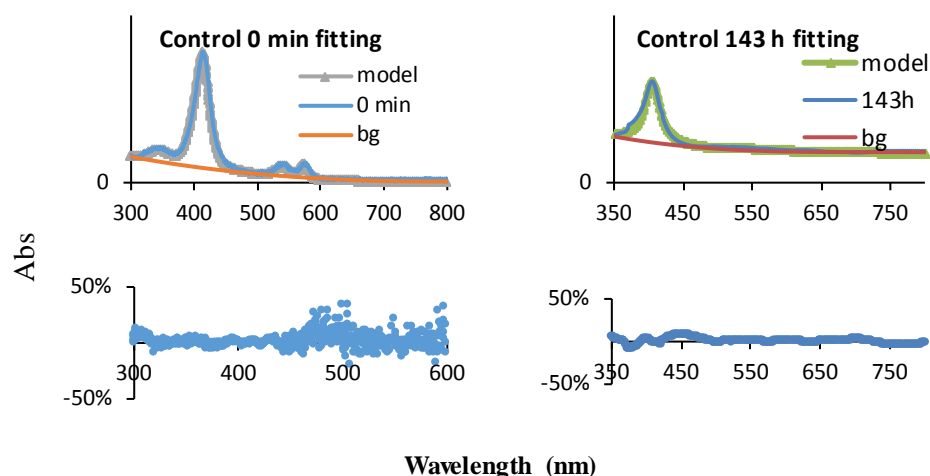 Control 0 min fitting
model
0 min
bg
0
300 400 500 600 700 800
Control 143 h fitting
model
143h
bg
0
350 450 550 650 750
Abs
50%
-50%
300 400 500 600
50%
-50%
350 450 550 650 750
Wavelength (nm)